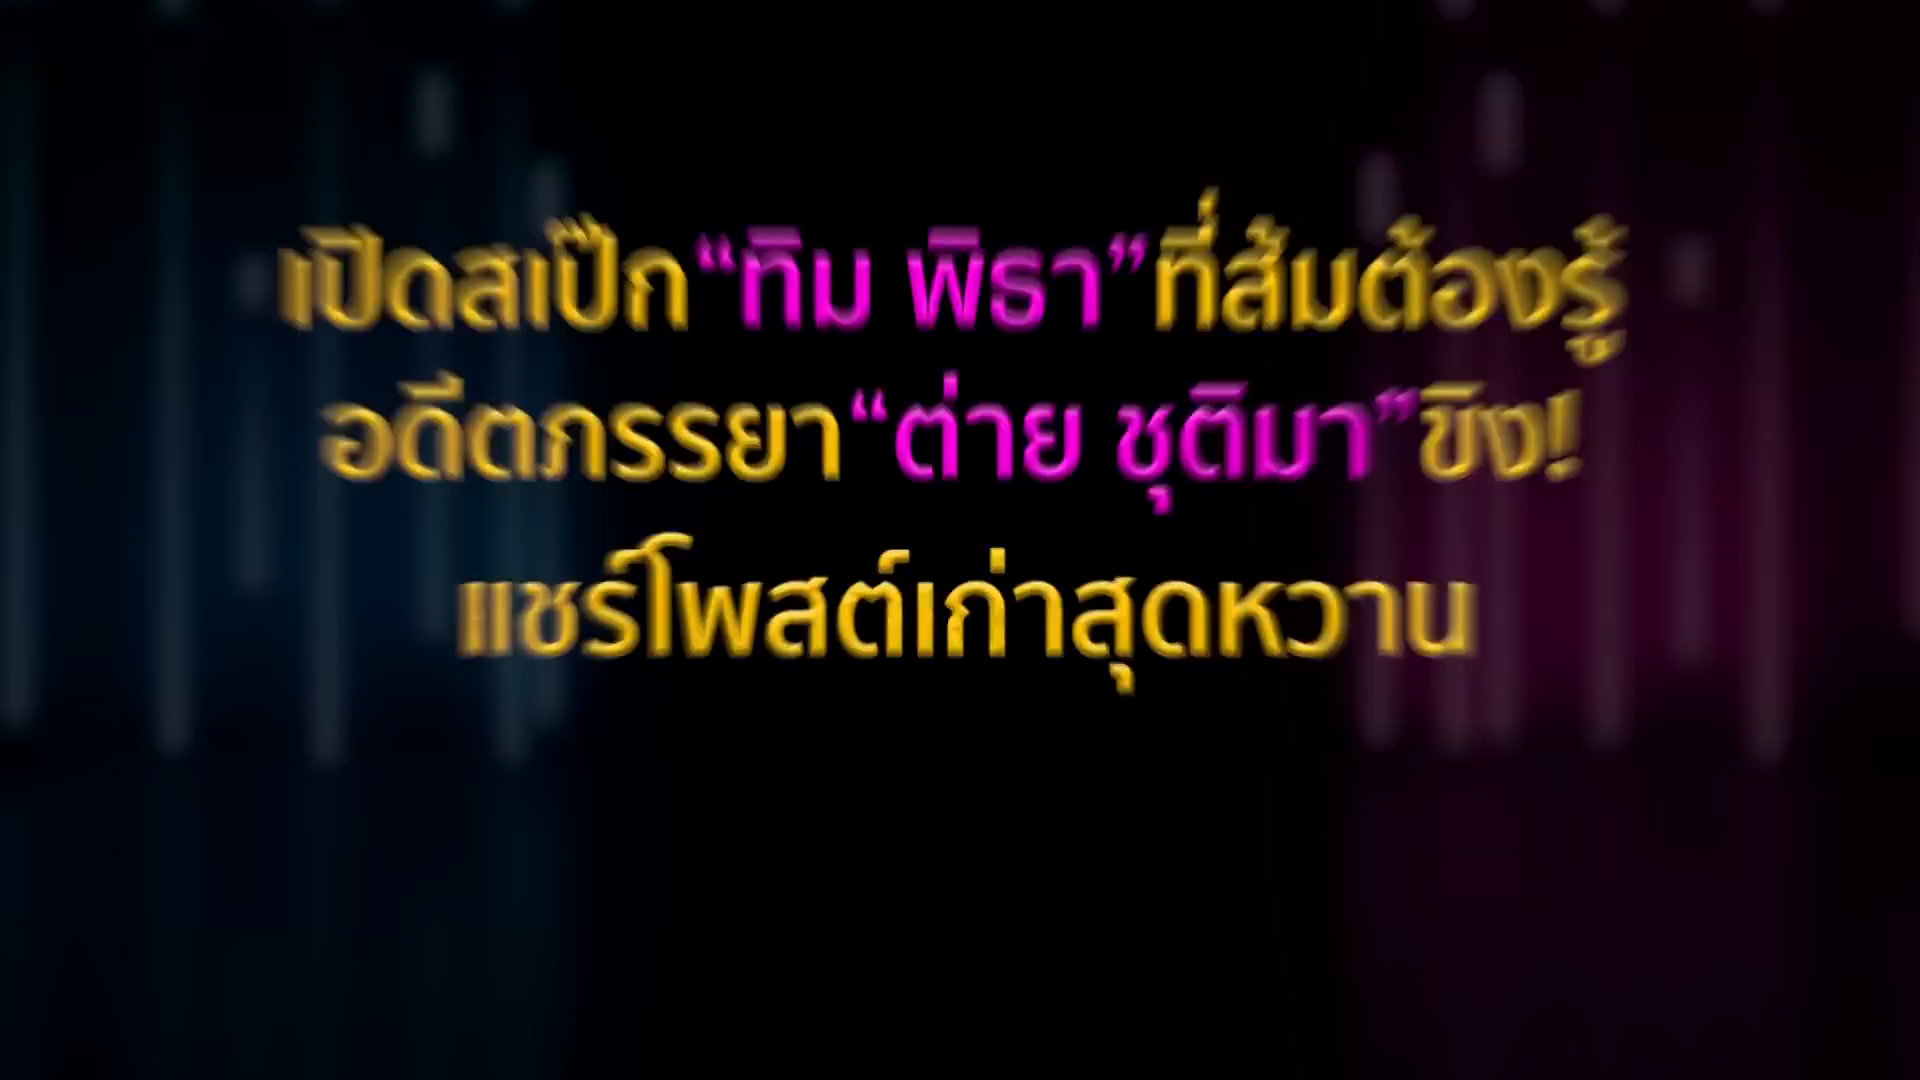 เปิดสเป๊ก“ทิม พิธา”ที่ส้มต้องรู้
อดีตภรรยา“ต่าย ชุติมา”ขิง!
แชร์โพสต์เก่าสุดหวาน